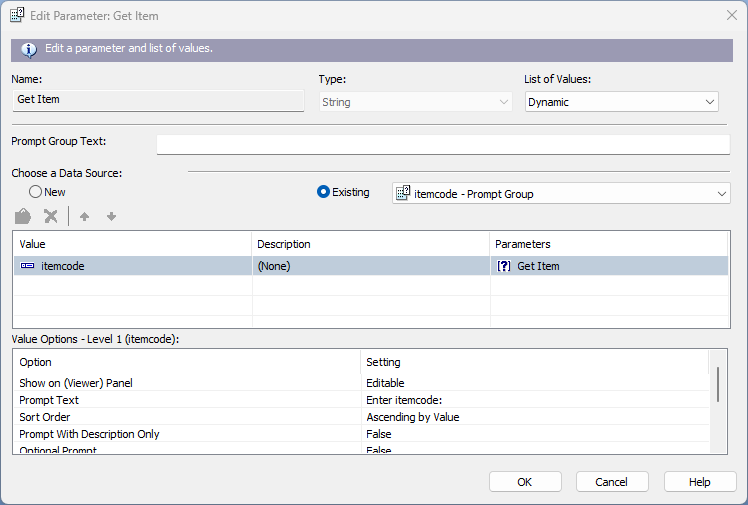 Edit Parameter: Get Item
Edit a parameter and list of values.
Name: Type: List of Values:
Get Item String Dynamic
Prompt Group Text:
Choose a Data Source:
New Existing itemcode - Prompt Group
Value Description Parameters
itemcode (None) [?] Get Item
Value Options - Level 1 (itemcode):
Option Setting
Show on (Viewer) Panel Editable
Prompt Text Enter itemcode:
Sort Order Ascending by Value
Prompt With Description Only False
Optional Prompt False
OK Cancel Help